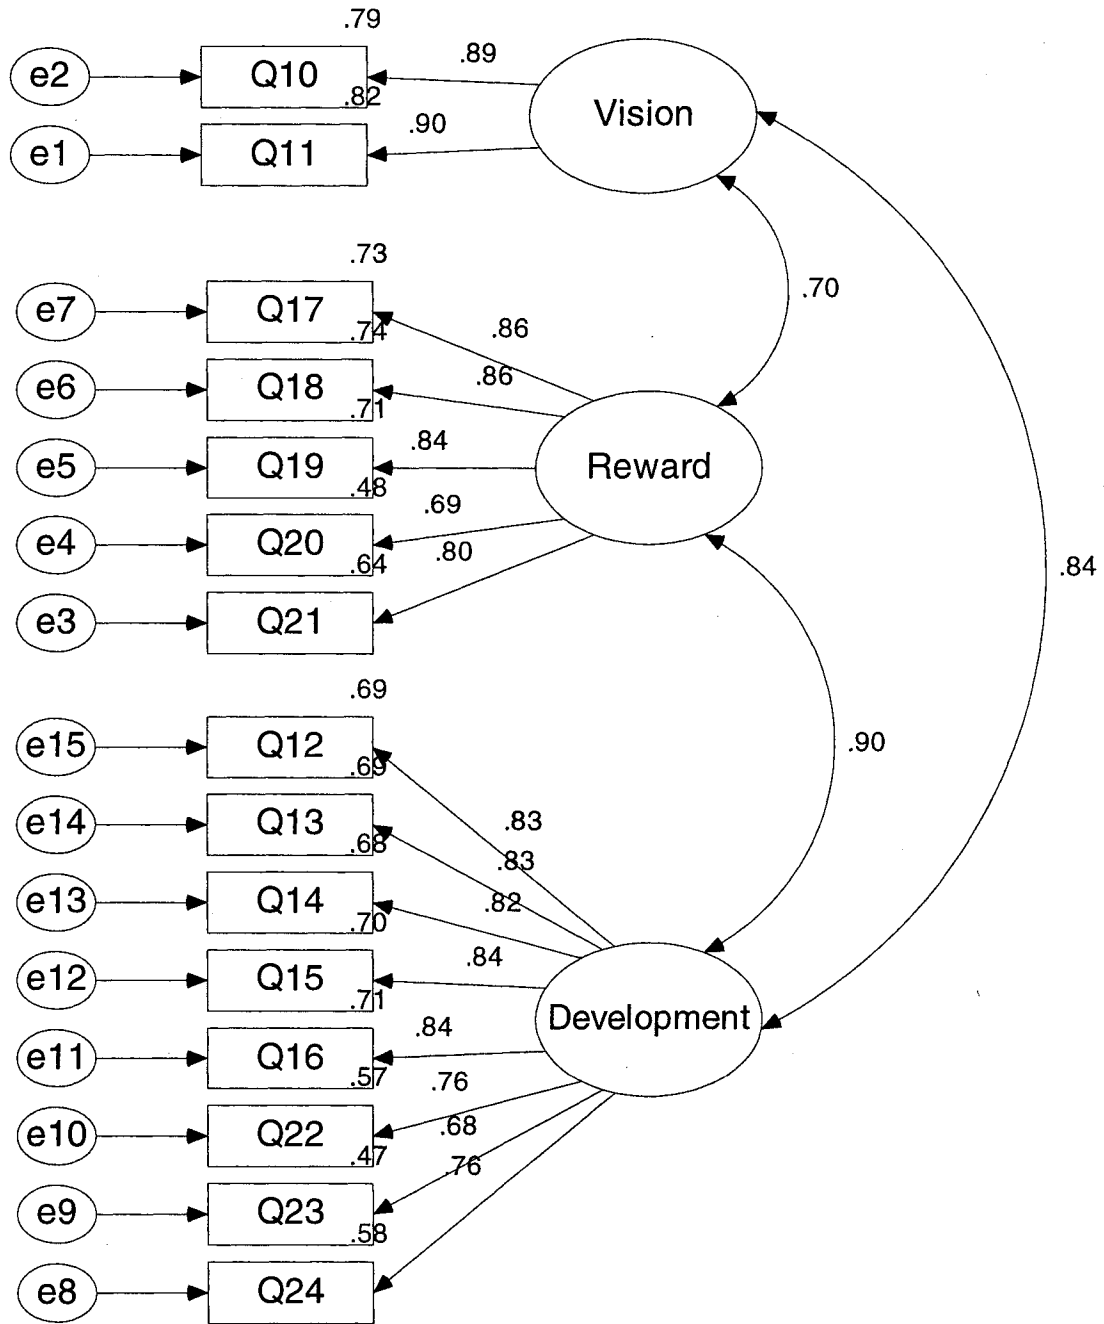 .79
e2 Q10 .89
.82
Vision
e1 Q11 .90
.73
.70
e7 Q17 .86
.74
e6 Q18 .86
.71
e5 Q19 .84 Reward
.48
e4 Q20 .69
.64 .80
.84
e3 Q21
.69
e15 Q12
.90
.69
e14 Q13 .83
.68 .83
e13 Q14 .82
.70
e12 Q15 .84
.71
Development
e11 Q16 .84
.57 .76
e10 Q22 .68
.47 .76
e9 Q23
.58
e8 Q24